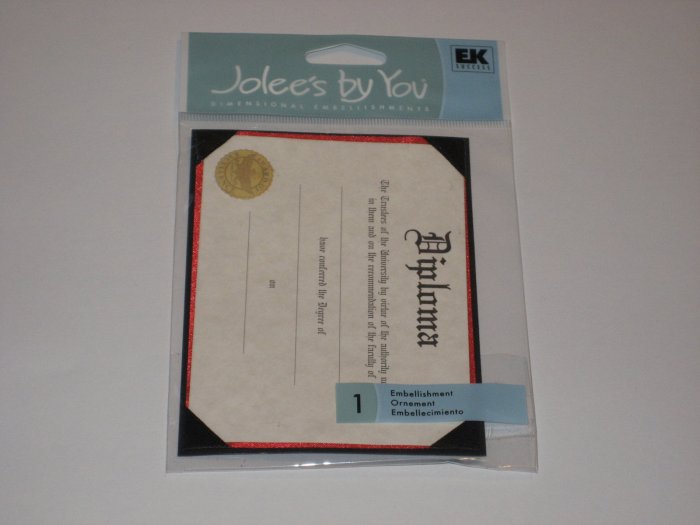 EK
SUCCESS
Jolee's by You
DIMENSIONAL EMBELLISHMENTS
Diploma
The Trustees of the University by virtue of the authority
in them and on the recommendation of the faculty of
have conferred the Degree of
on
1
Embellishment
Ornement
Embellecimiento